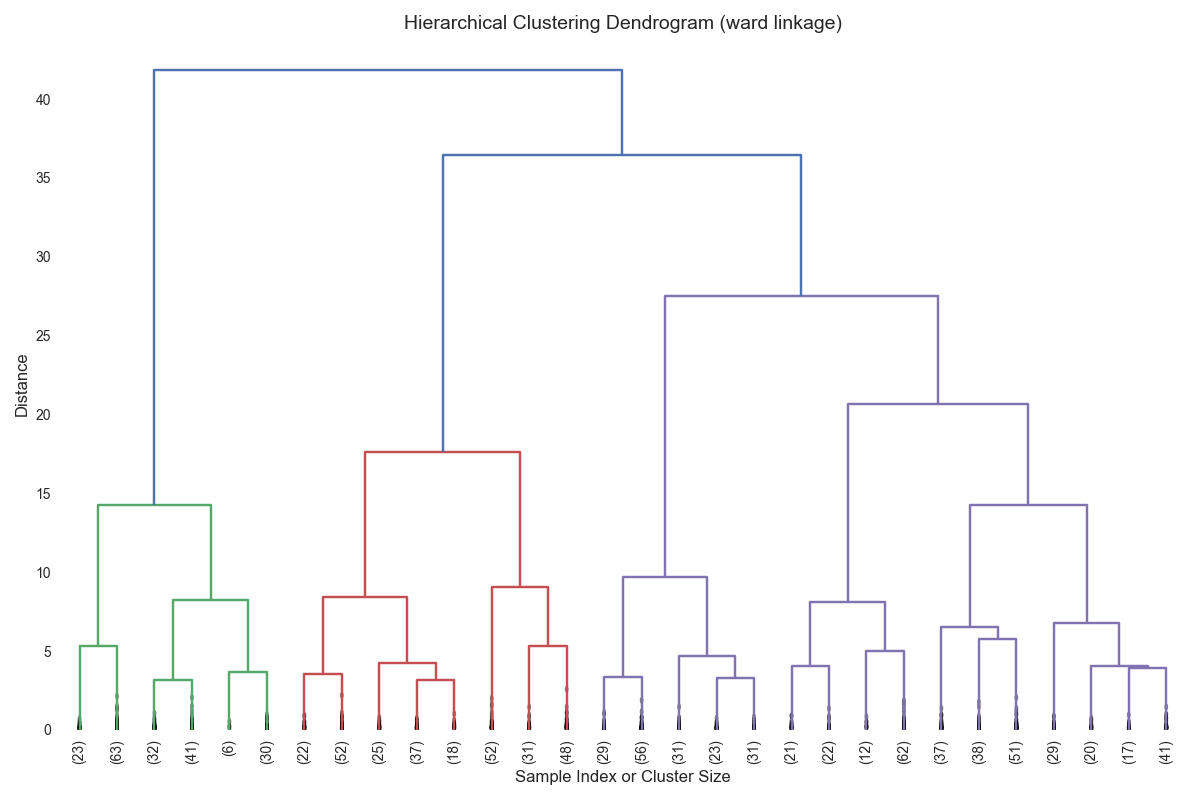 Hierarchical Clustering Dendrogram (ward linkage)
40
35
30
25
20
15
10
5
0
Distance
(23) (63) (32) (41) (6) (30) (22) (52) (25) (37) (18) (52) (31) (48) (29) (56) (31) (23) (31) (21) (22) (12) (62) (37) (38) (51) (29) (20) (17) (41)
Sample Index or Cluster Size